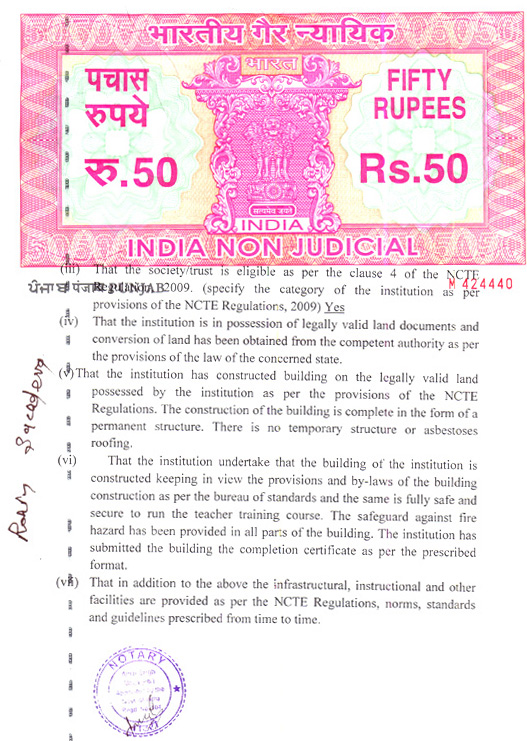 भारतीय गैर न्यायिक
भारत
पचास
रुपये
रु.50
FIFTY
RUPEES
Rs.50
सत्यमेव जयते
INDIA
INDIA NON JUDICIAL
(iii) That the society/trust is eligible as per the clause 4 of the NCTE
ਪੰਜਾਬ पंजाब PUNJAB
M 424440
Regulation, 2009. (specify the category of the institution as per
provisions of the NCTE Regulations, 2009) Yes
(iv) That the institution is in possession of legally valid land documents and
conversion of land has been obtained from the competent authority as per
the provisions of the law of the concerned state.
(v)That the institution has constructed building on the legally valid land
possessed by the institution as per the provisions of the NCTE
Regulations. The construction of the building is complete in the form of a
permanent structure. There is no temporary structure or asbestoses
roofing.
(vi) That the institution undertake that the building of the institution is
constructed keeping in view the provisions and by-laws of the building
construction as per the bureau of standards and the same is fully safe and
secure to run the teacher training course. The safeguard against fire
hazard has been provided in all parts of the building. The institution has
submitted the building the completion certificate as per the prescribed
format.
(vii) That in addition to the above the infrastructural, instructional and other
facilities are provided as per the NCTE Regulations, norms, standards
and guidelines prescribed from time to time.
NOTARY